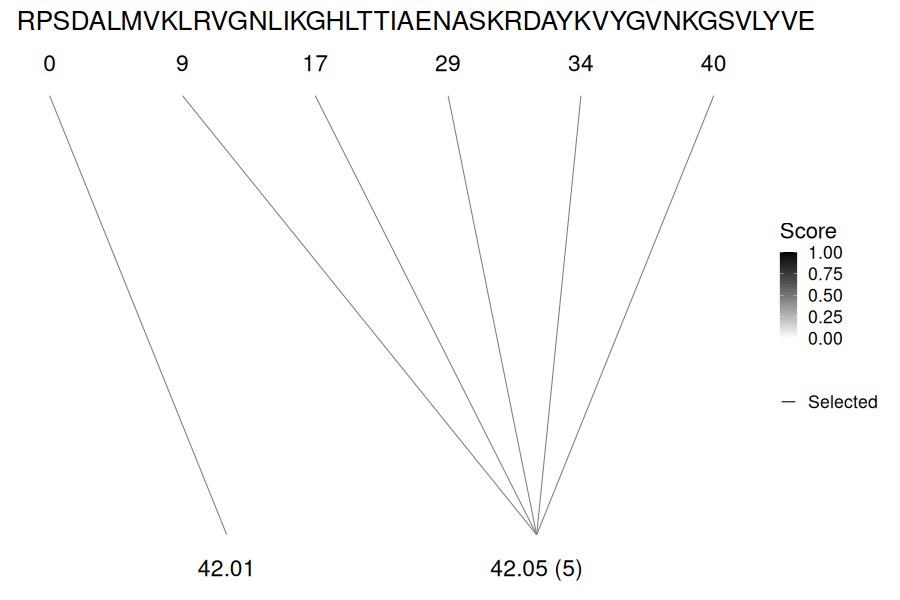 RPSDALMVKLRVGNLIKGHLTTIAENASKRDAYKVYGVNKGSVLYVE
0 9 17 29 34 40
Score
1.00
0.75
0.50
0.25
0.00
Selected
42.01 42.05 (5)